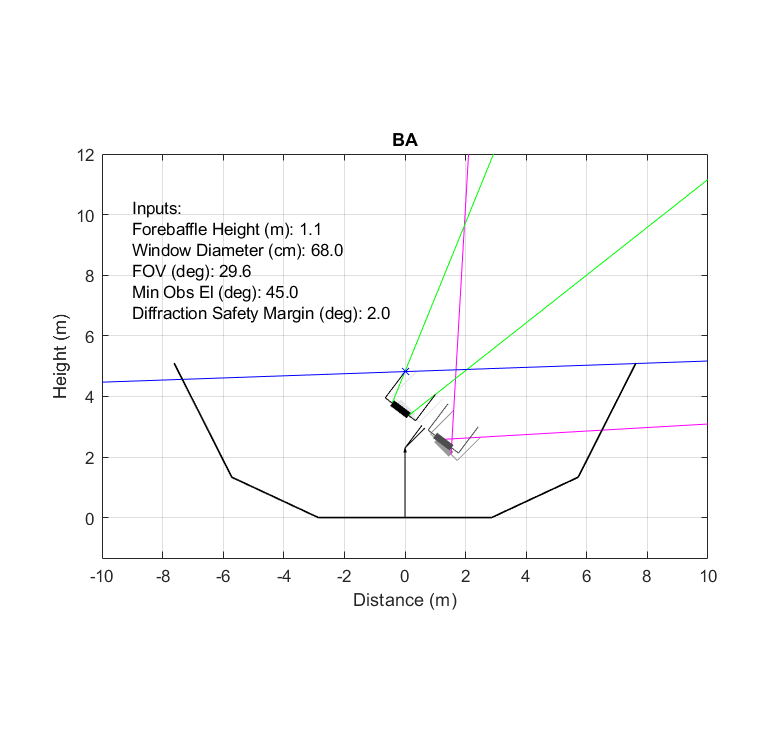 BA
12
10
8
6
4
2
0
Height (m)
Inputs:
Forebaffle Height (m): 1.1
Window Diameter (cm): 68.0
FOV (deg): 29.6
Min Obs El (deg): 45.0
Diffraction Safety Margin (deg): 2.0
-10 -8 -6 -4 -2 0 2 4 6 8 10
Distance (m)